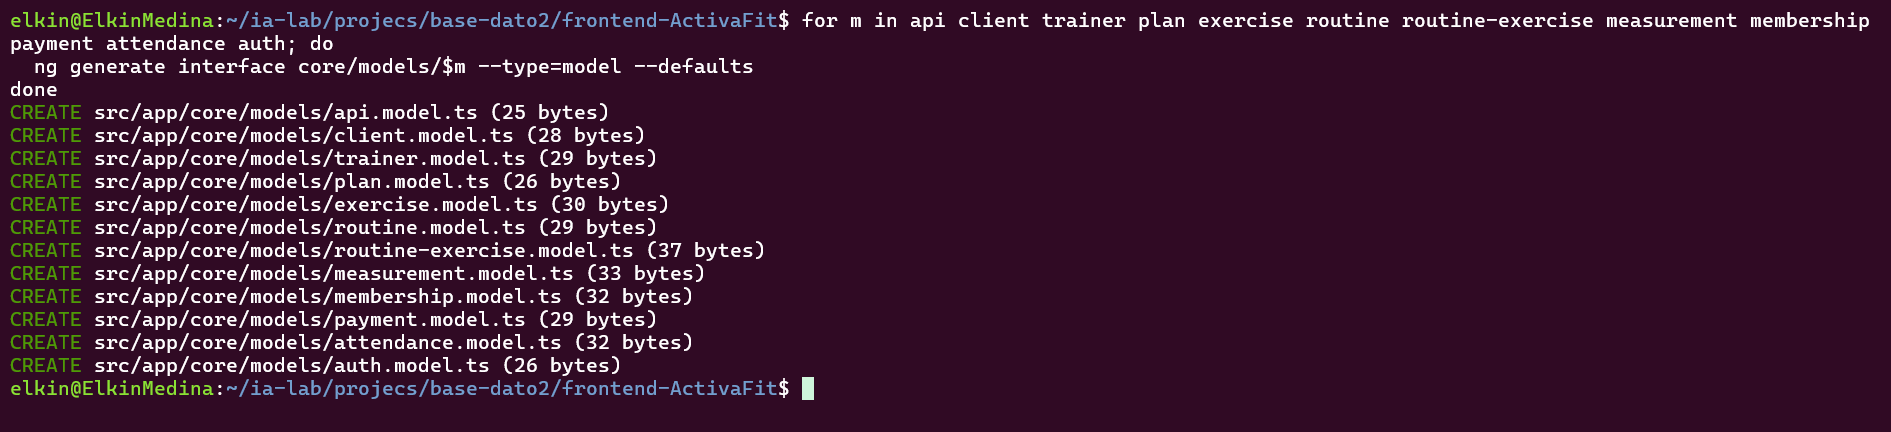 elkin@ElkinMedina:~/ia-lab/projecs/base-dato2/frontend-ActivaFit$ for m in api client trainer plan exercise routine routine-exercise measurement membership
payment attendance auth; do
  ng generate interface core/models/$m --type=model --defaults
done
CREATE src/app/core/models/api.model.ts (25 bytes)
CREATE src/app/core/models/client.model.ts (28 bytes)
CREATE src/app/core/models/trainer.model.ts (29 bytes)
CREATE src/app/core/models/plan.model.ts (26 bytes)
CREATE src/app/core/models/exercise.model.ts (30 bytes)
CREATE src/app/core/models/routine.model.ts (29 bytes)
CREATE src/app/core/models/routine-exercise.model.ts (37 bytes)
CREATE src/app/core/models/measurement.model.ts (33 bytes)
CREATE src/app/core/models/membership.model.ts (32 bytes)
CREATE src/app/core/models/payment.model.ts (29 bytes)
CREATE src/app/core/models/attendance.model.ts (32 bytes)
CREATE src/app/core/models/auth.model.ts (26 bytes)
elkin@ElkinMedina:~/ia-lab/projecs/base-dato2/frontend-ActivaFit$